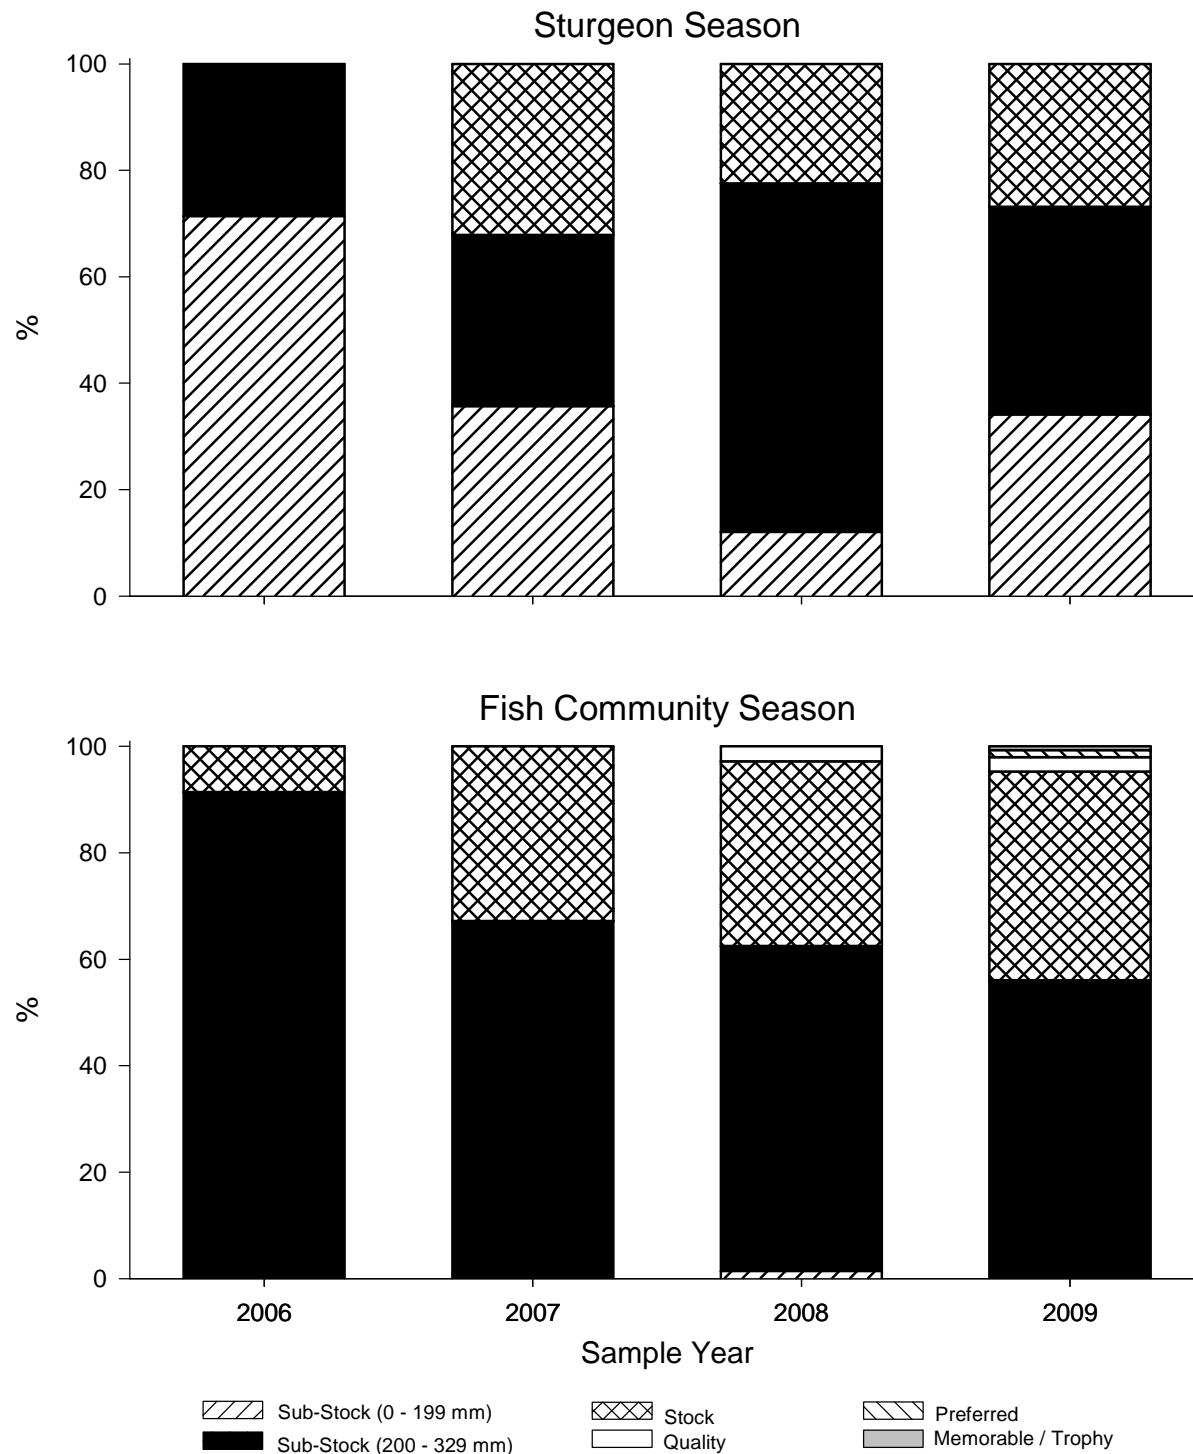 Sturgeon Season
100
80
60
40
20
0
%
Fish Community Season
100
80
60
40
20
0
%
2006 2007 2008 2009
Sample Year
Sub-Stock (0 - 199 mm) Stock Preferred
Sub-Stock (200 - 329 mm) Quality Memorable / Trophy